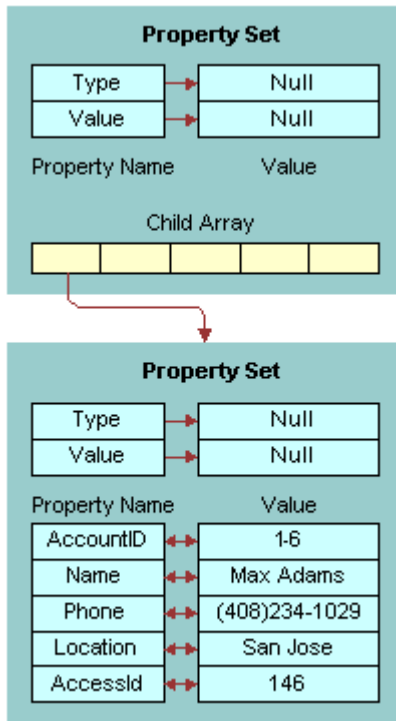 Property Set
Type Null
Value Null
Property Name Value
Child Array
Property Set
Type Null
Value Null
Property Name Value
AccountID 1-6
Name Max Adams
Phone (408)234-1029
Location San Jose
AccessId 146